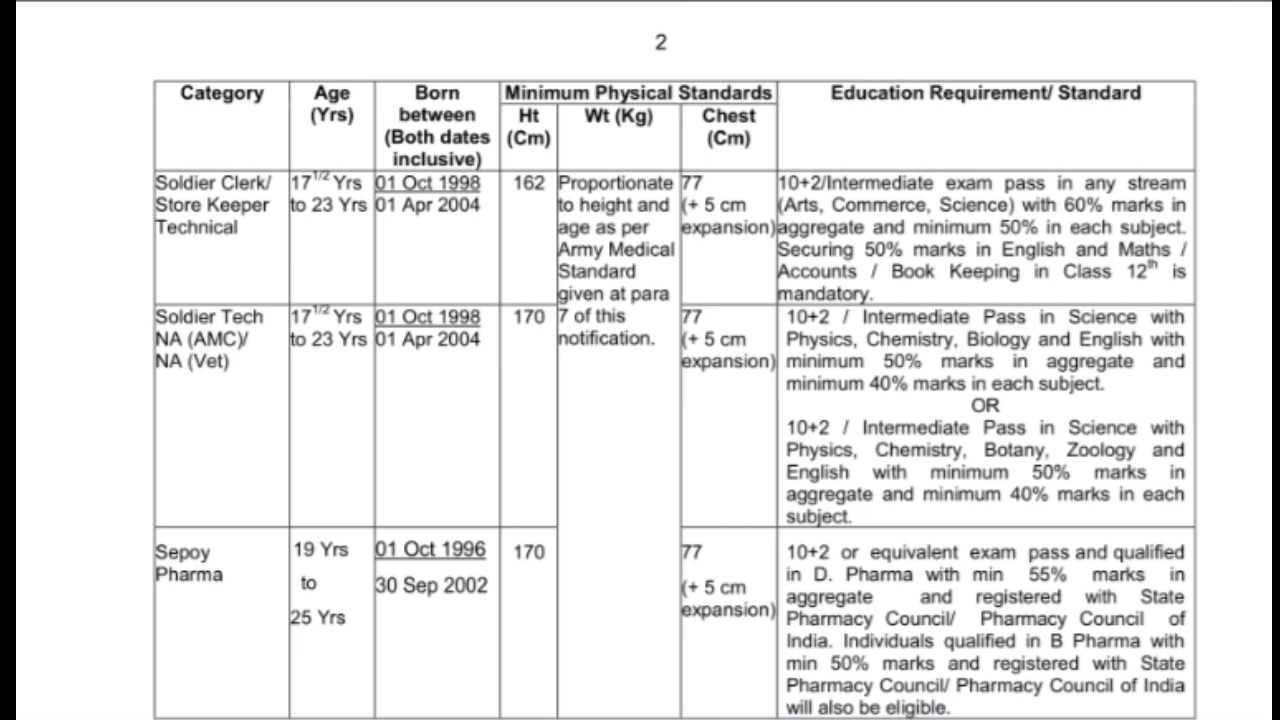 2
Category
Age
(Yrs)
Born
between
(Both dates
inclusive)
Minimum Physical Standards
Ht
(Cm)
Wt (Kg)
Chest
(Cm)
Education Requirement/ Standard
Soldier Clerk/
Store Keeper
Technical
17 1/2 Yrs
to 23 Yrs
01 Oct 1998
01 Apr 2004
162
Proportionate
to height and
age as per
Army Medical
Standard
given at para
7 of this
notification.
77
(+ 5 cm
expansion)
10+2/Intermediate exam pass in any stream
(Arts, Commerce, Science) with 60% marks in
aggregate and minimum 50% in each subject.
Securing 50% marks in English and Maths /
Accounts / Book Keeping in Class 12th is
mandatory.
Soldier Tech
NA (AMC)/
NA (Vet)
17 1/2 Yrs
to 23 Yrs
01 Oct 1998
01 Apr 2004
170
77
(+ 5 cm
expansion)
10+2 / Intermediate Pass in Science with
Physics, Chemistry, Biology and English with
minimum 50% marks in aggregate and
minimum 40% marks in each subject.
OR
10+2 / Intermediate Pass in Science with
Physics, Chemistry, Botany, Zoology and
English with minimum 50% marks in
aggregate and minimum 40% marks in each
subject.
Sepoy
Pharma
19 Yrs
to
25 Yrs
01 Oct 1996
30 Sep 2002
170
77
(+ 5 cm
expansion)
10+2 or equivalent exam pass and qualified
in D. Pharma with min 55% marks in
aggregate and registered with State
Pharmacy Council/ Pharmacy Council of
India. Individuals qualified in B Pharma with
min 50% marks and registered with State
Pharmacy Council/ Pharmacy Council of India
will also be eligible.